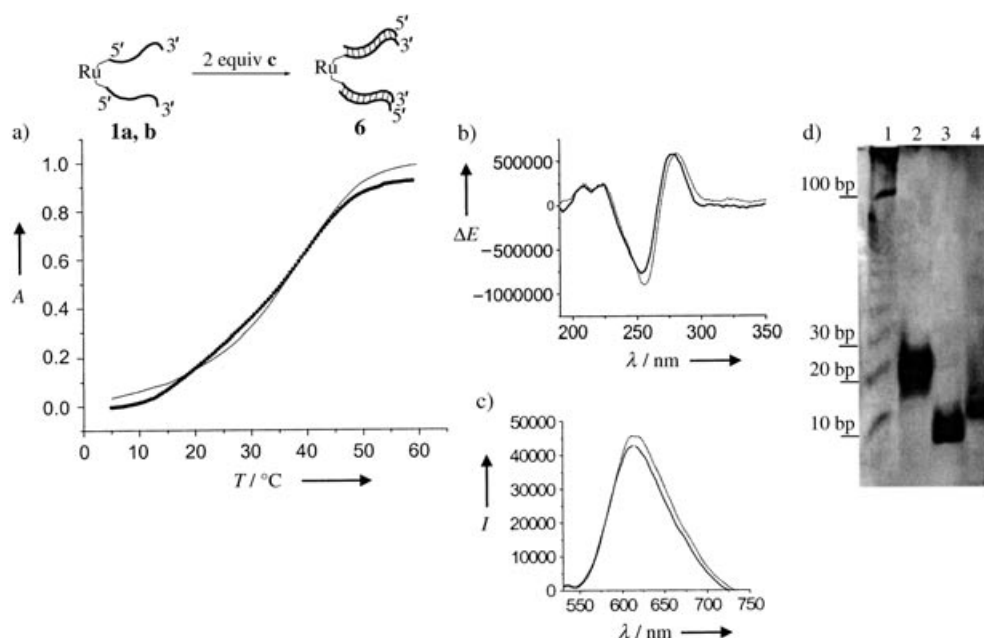 5′ 3′
Ru
5′ 3′
1a, b
2 equiv c
5′ 3′
Ru
3′
5′
6
a)
1.0
0.8
0.6
0.4
0.2
0.0
A
0 10 20 30 40 50 60
T / °C
b)
500000
0
−500000
−1000000
ΔE
200 250 300 350
λ / nm
c)
50000
40000
30000
20000
10000
0
I
550 600 650 700 750
λ / nm
d)
1 2 3 4
100 bp
30 bp
20 bp
10 bp